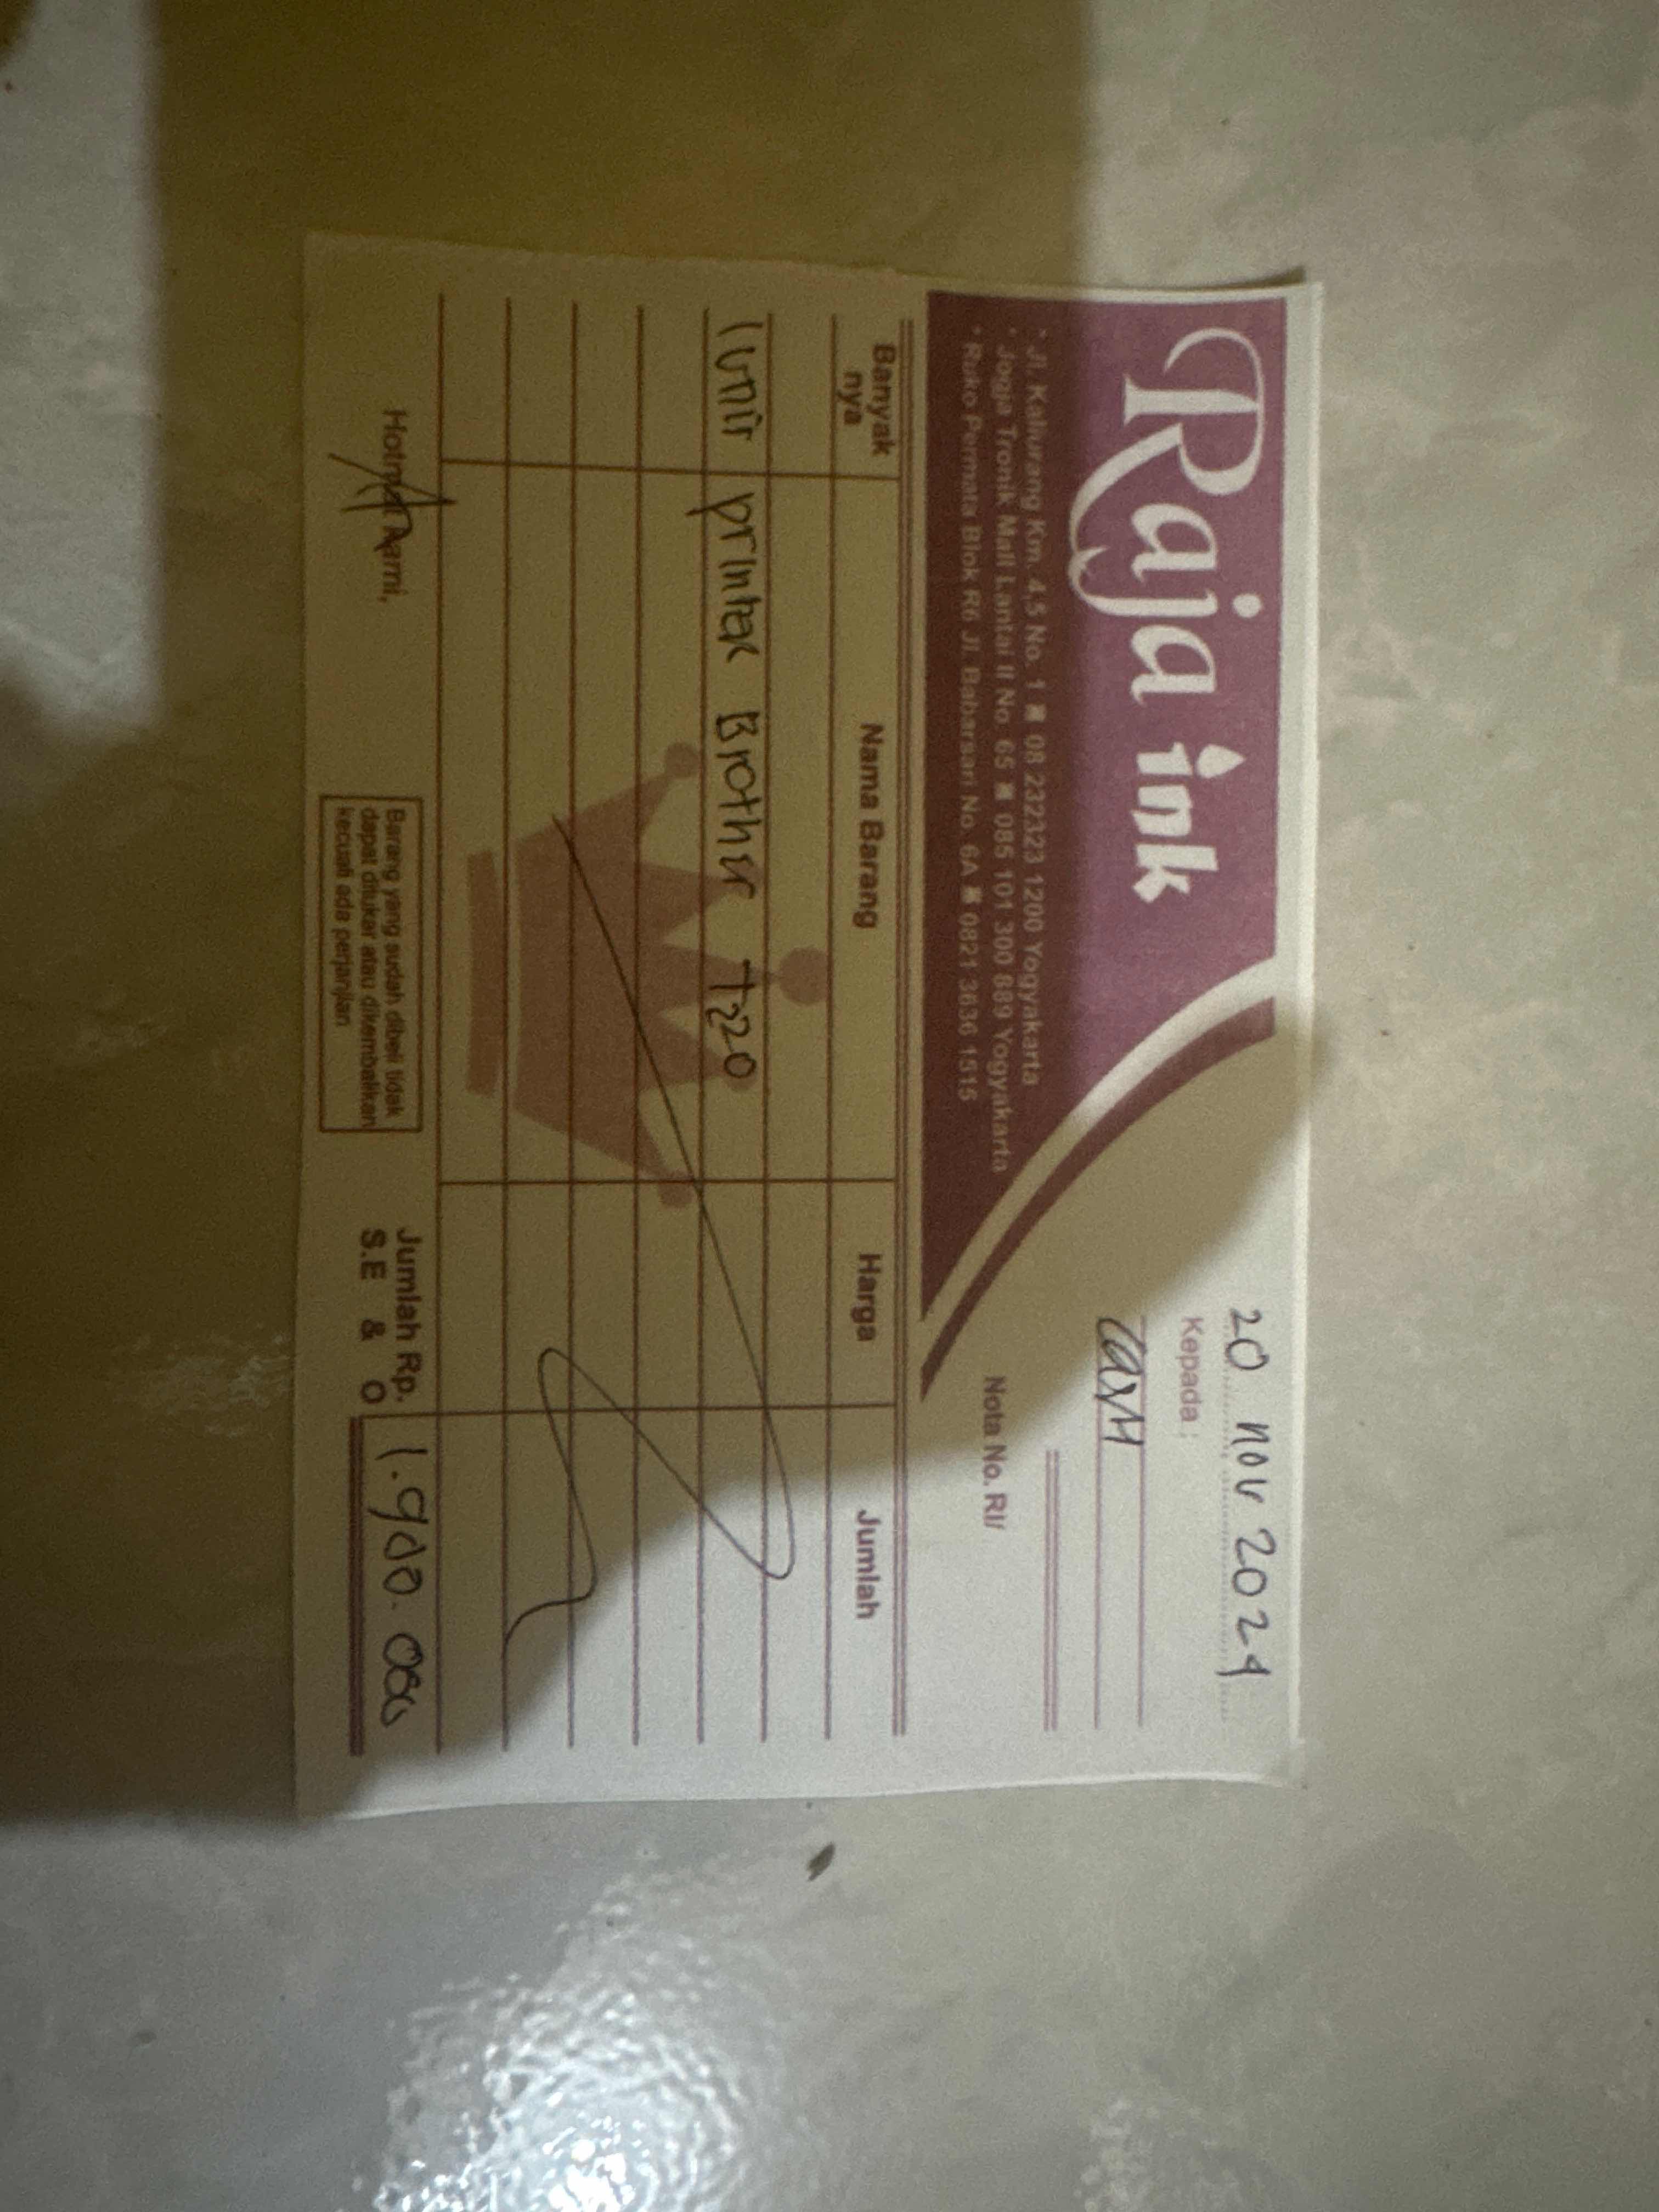 Raja ink
• Jl. Kaliurang Km. 4,5 No. 1 08 232323 1200 Yogyakarta
• Jogja Tronik Mall Lantai II No. 65 085 101 300 889 Yogyakarta
• Ruko Permata Blok R6 Jl. Babarsari No. 6A 0821 3636 1515
20 nov 2024
Kepada :
Cash
Nota No. RI/
Banyak nya Nama Barang Harga Jumlah
1 unit printer Brother T220
Hormat Kami,
Barang yang sudah dibeli tidak
dapat ditukar atau dikembalikan
kecuali ada perjanjian
Jumlah Rp. 1.900.000
S.E & O